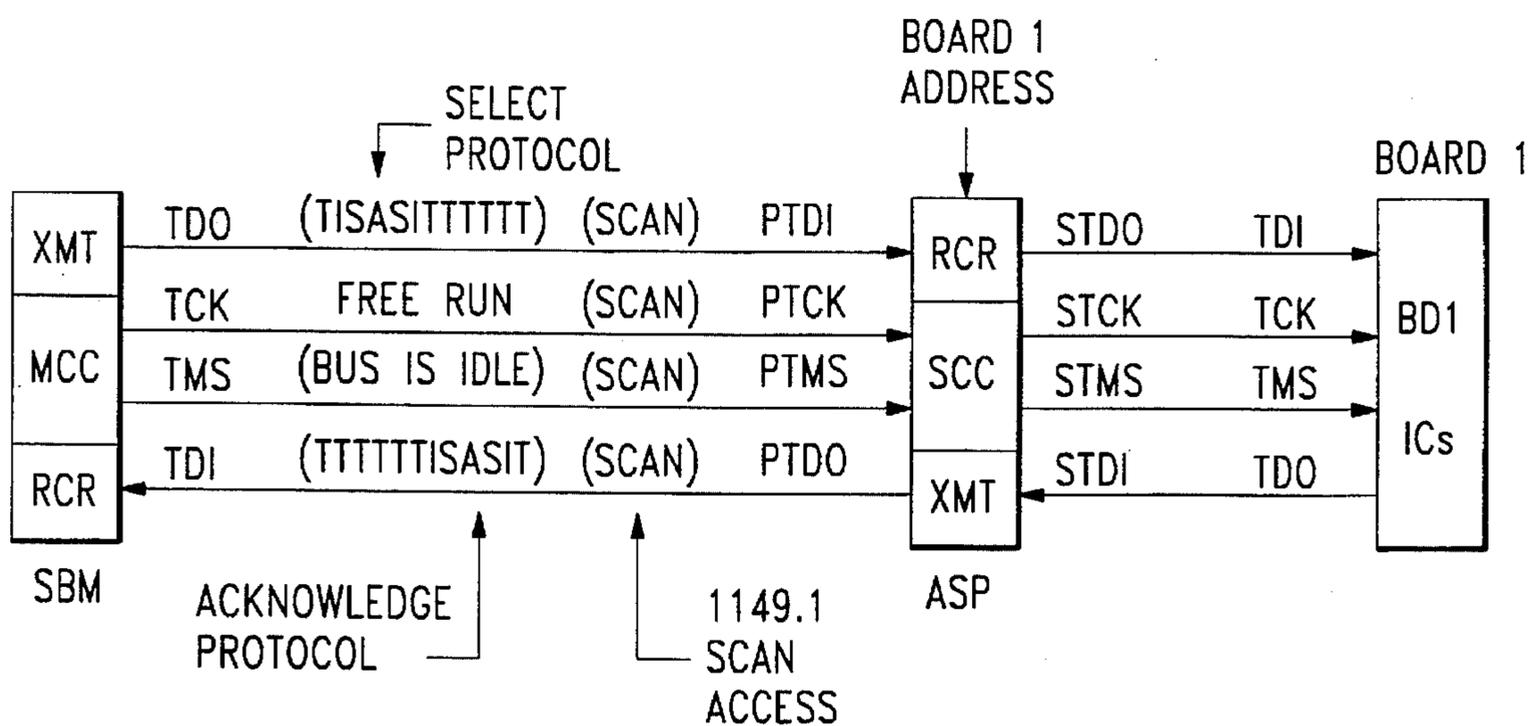 BOARD 1
ADDRESS
SELECT
PROTOCOL
BOARD 1
XMT TDO (TISASITTTTTT) (SCAN) PTDI RCR STDO TDI
TCK FREE RUN (SCAN) PTCK STCK TCK BD1
MCC TMS (BUS IS IDLE) (SCAN) PTMS SCC STMS TMS
RCR TDI (TTTTTTISASIT) (SCAN) PTDO XMT STDI TDO ICs
SBM ASP
ACKNOWLEDGE
PROTOCOL
1149.1
SCAN
ACCESS